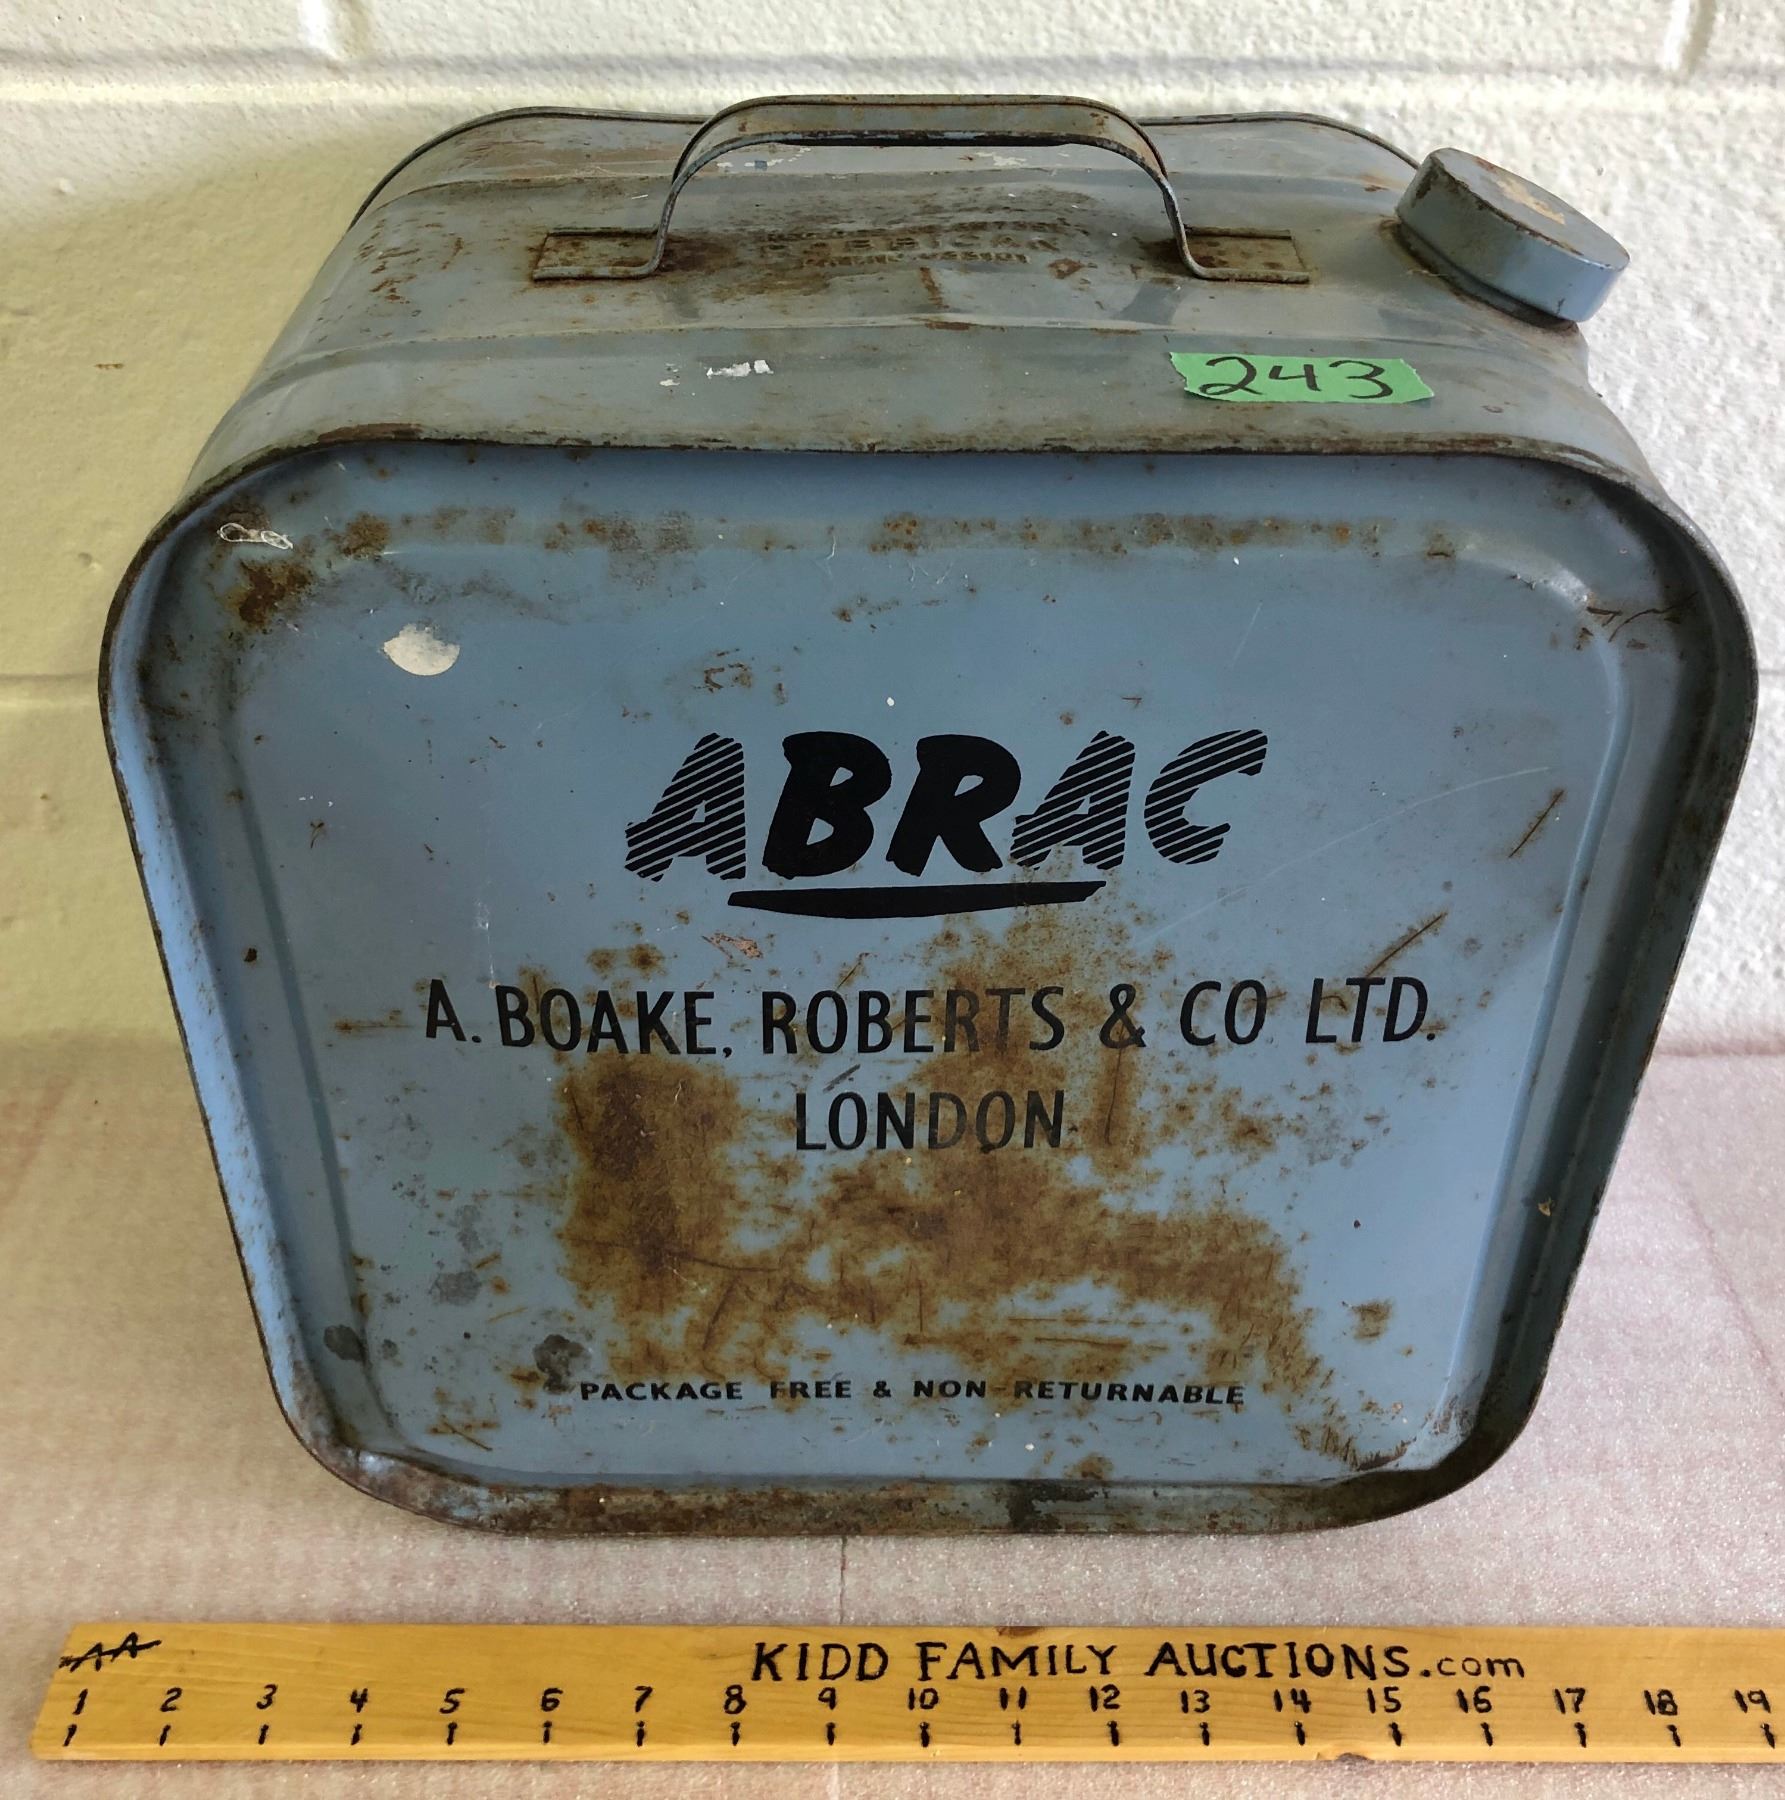 243
ABRAC
A. BOAKE, ROBERTS & CO LTD.
LONDON
PACKAGE FREE & NON-RETURNABLE
AA
KIDD FAMILY AUCTIONS.com
1 2 3 4 5 6 7 8 9 10 11 12 13 14 15 16 17 18 19